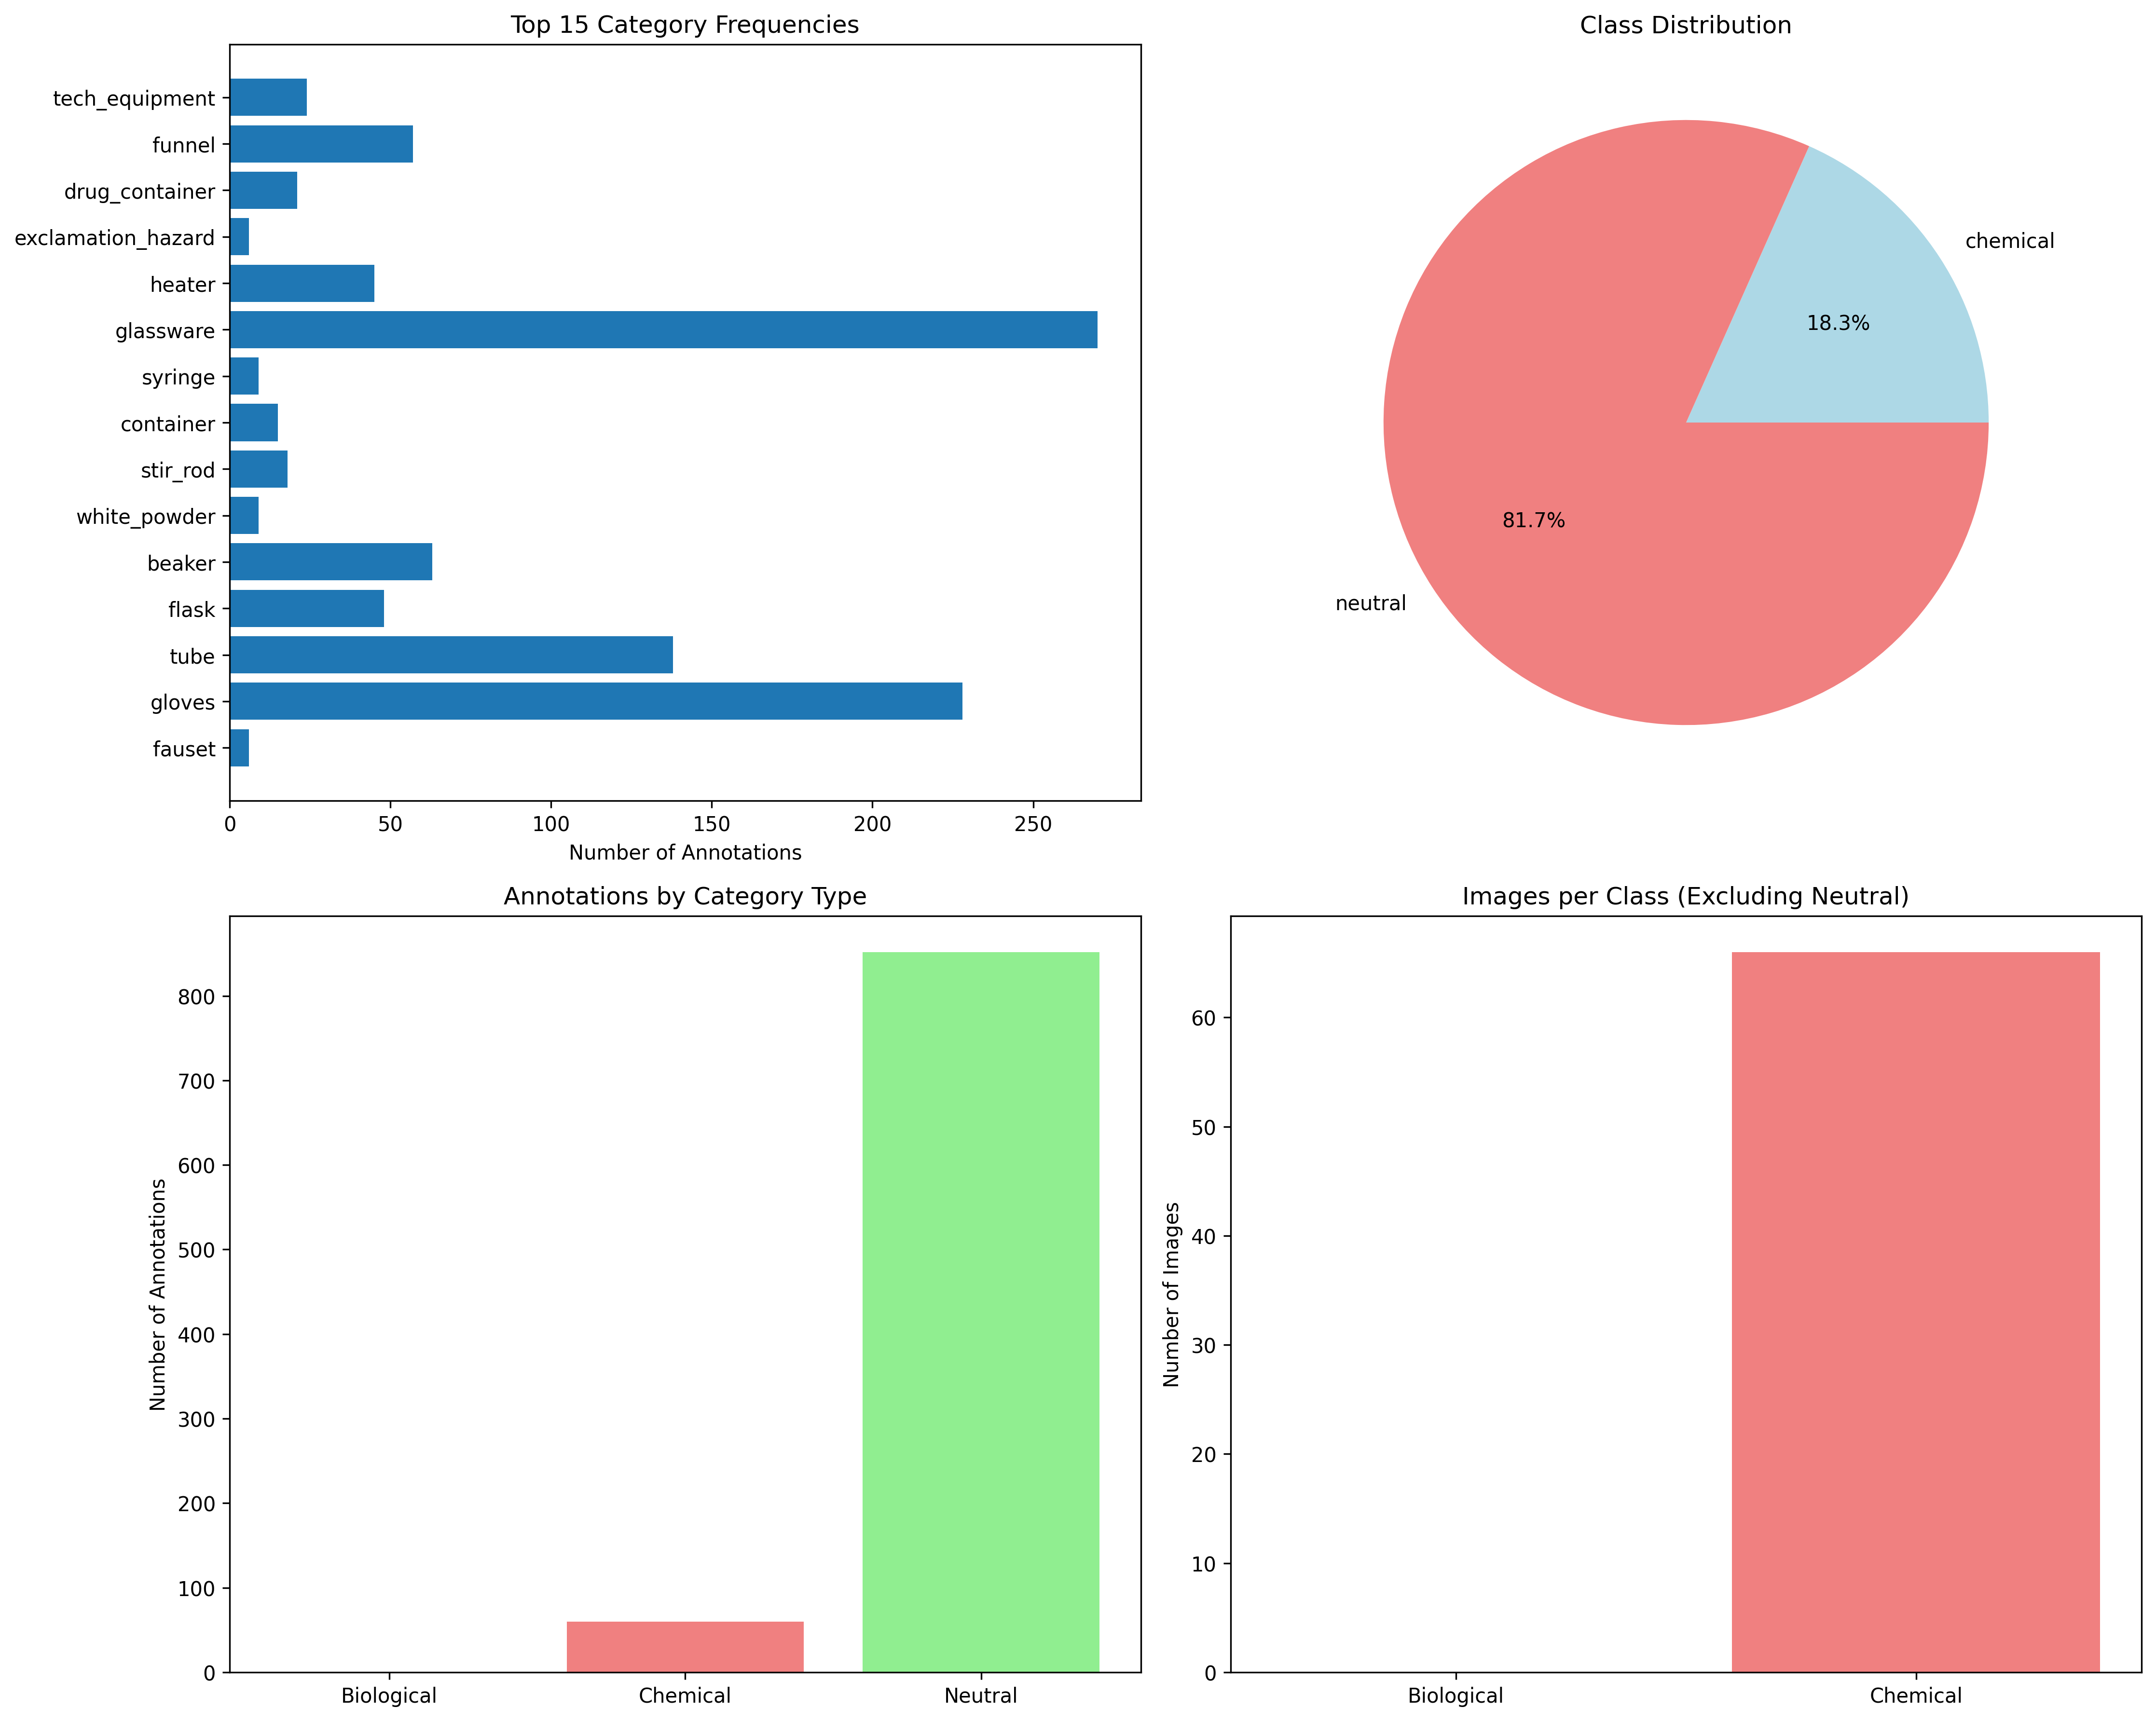 Top 15 Category Frequencies
tech_equipment
funnel
drug_container
exclamation_hazard
heater
glassware
syringe
container
stir_rod
white_powder
beaker
flask
tube
gloves
fauset
0 50 100 150 200 250
Number of Annotations
Class Distribution
chemical
18.3%
81.7%
neutral
Annotations by Category Type
Number of Annotations
800
700
600
500
400
300
200
100
0
Biological Chemical Neutral
Images per Class (Excluding Neutral)
Number of Images
60
50
40
30
20
10
0
Biological Chemical